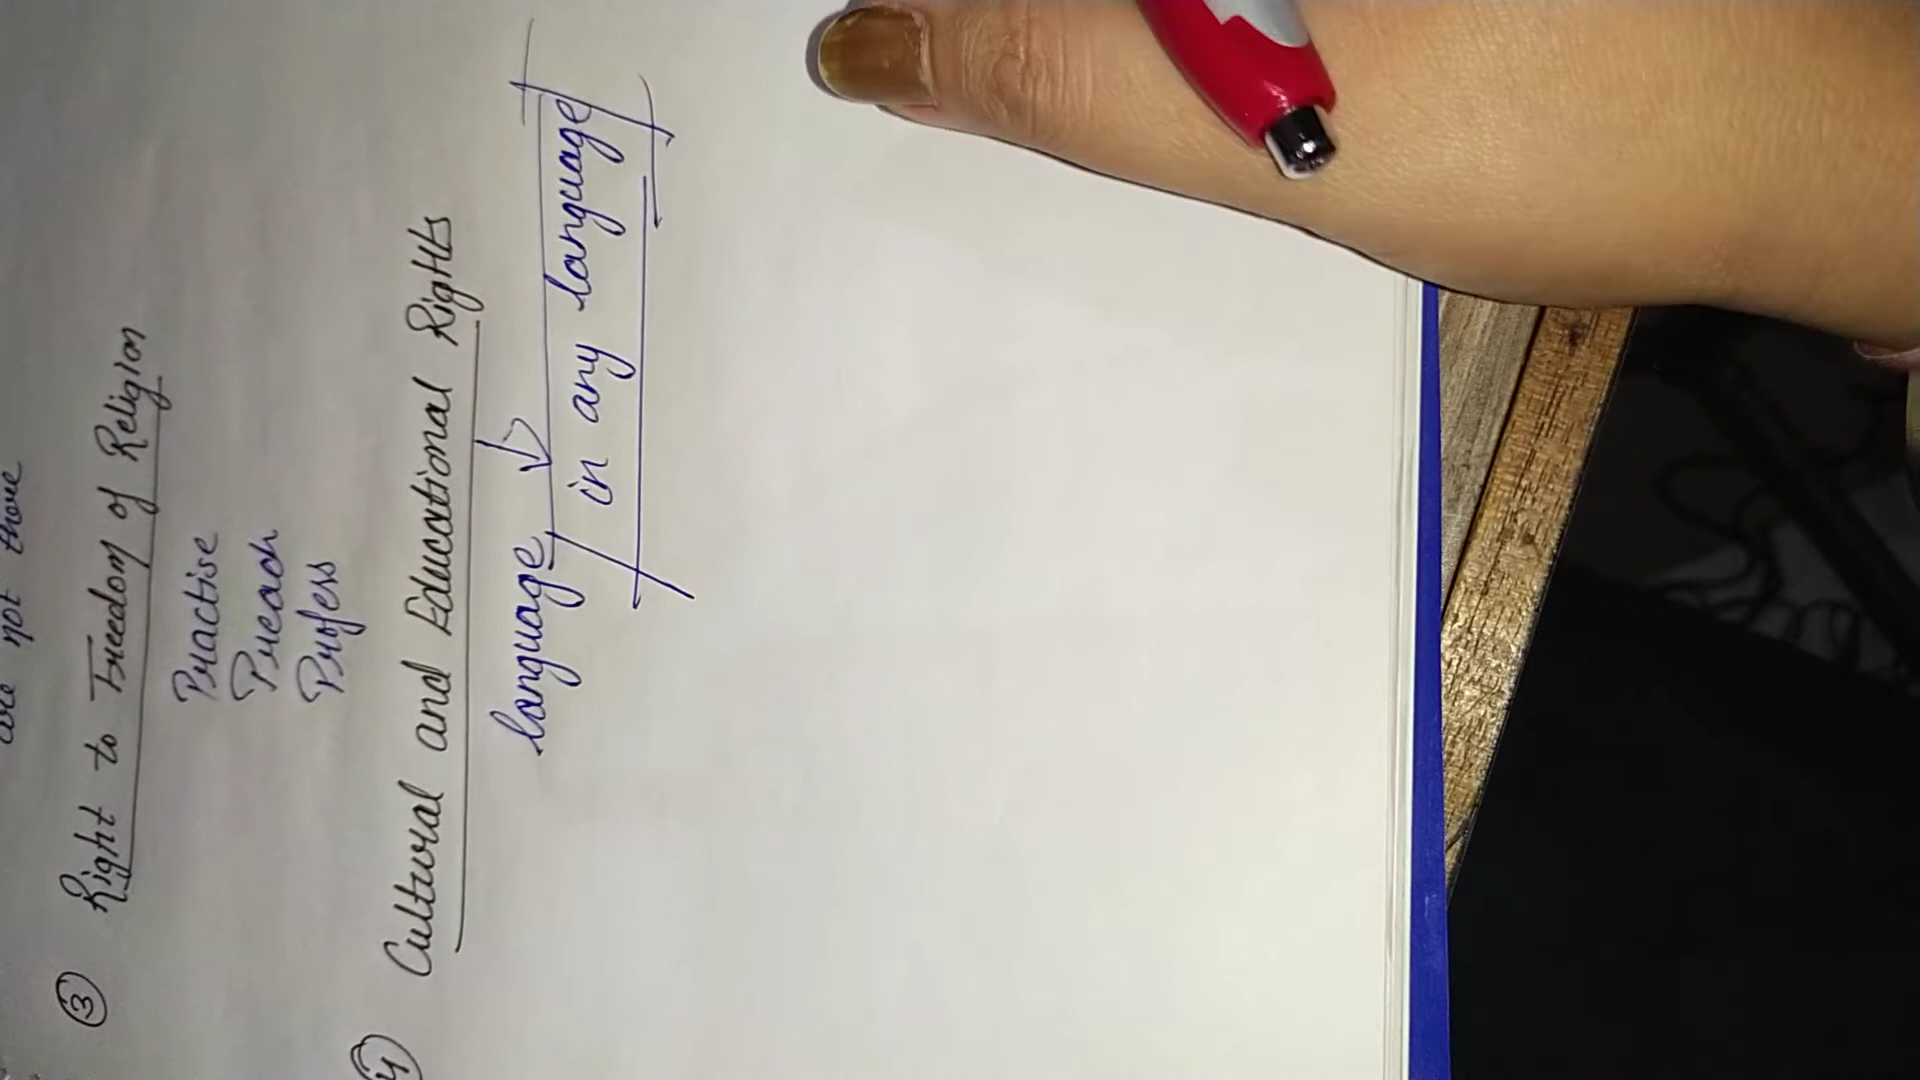 are not there
③ Right to Freedom of Religion
Practise
Preach
Profess
④ Cultural and Educational Rights
language
in any language